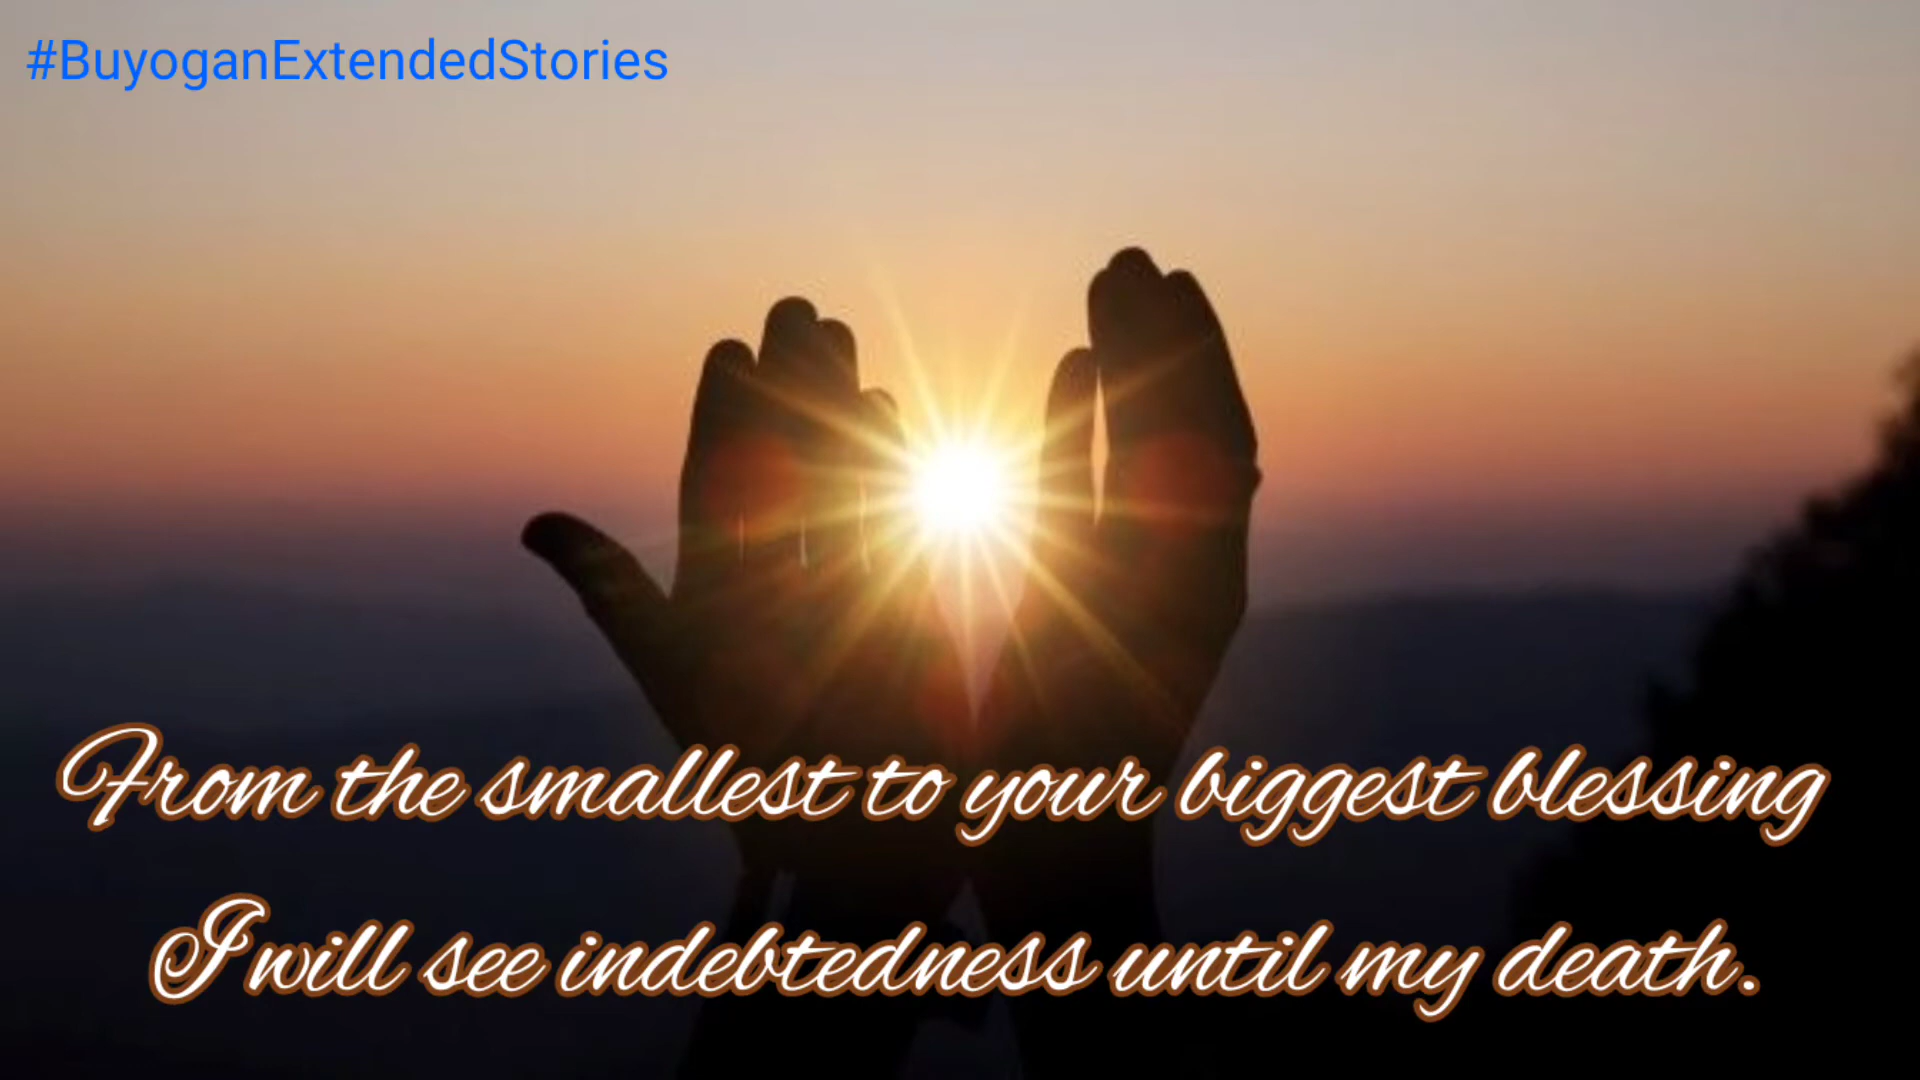 #BuyoganExtendedStories
From the smallest to your biggest blessing
I will see indebtedness until my death.